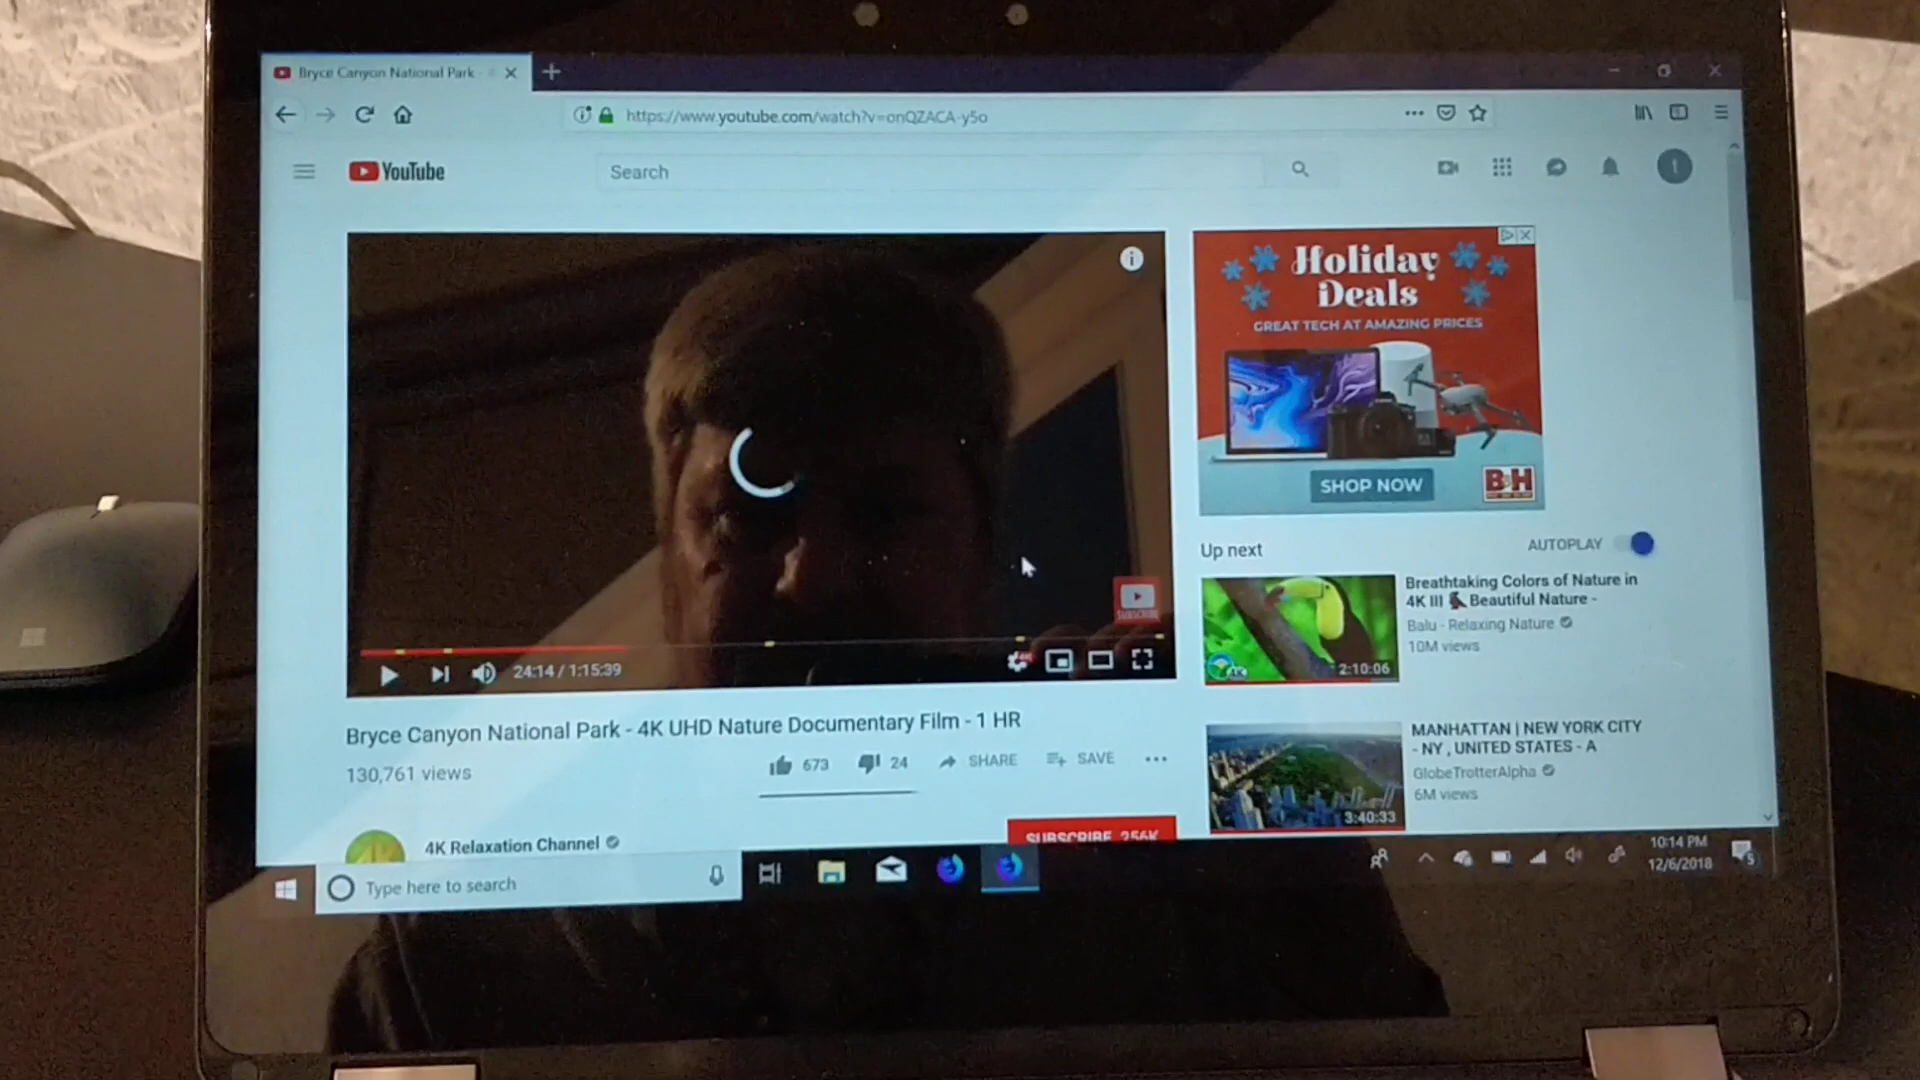 Bryce Canyon National Park -
https://www.youtube.com/watch?v=onQZACA-y5o
YouTube
Search
1
Holiday
Deals
GREAT TECH AT AMAZING PRICES
SHOP NOW
B&H
SUBSCRIBE
24:14 / 1:15:39
Up next
AUTOPLAY
Breathtaking Colors of Nature in
4K III Beautiful Nature -
Balu - Relaxing Nature
10M views
4K
2:10:06
Bryce Canyon National Park - 4K UHD Nature Documentary Film - 1 HR
130,761 views
673
24
SHARE
SAVE
MANHATTAN | NEW YORK CITY
- NY , UNITED STATES - A
GlobeTrotterAlpha
6M views
3:40:33
4K Relaxation Channel
SUBSCRIBE 256K
Type here to search
10:14 PM
12/6/2018
5